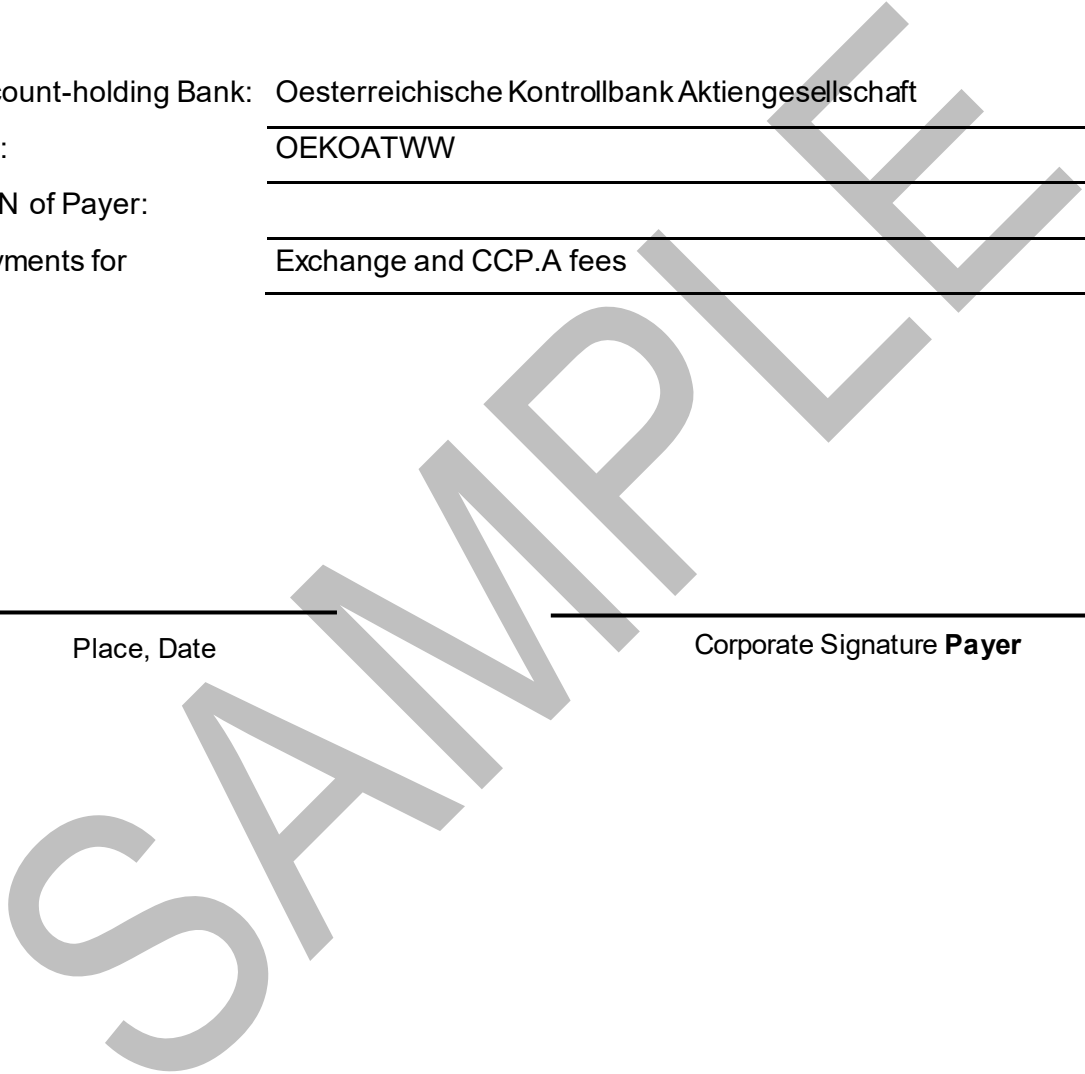 count-holding Bank: Oesterreichische Kontrollbank Aktiengesellschaft
: OEKOATWW
N of Payer:
ments for Exchange and CCP.A fees
Place, Date
Corporate Signature Payer
SAMPLE